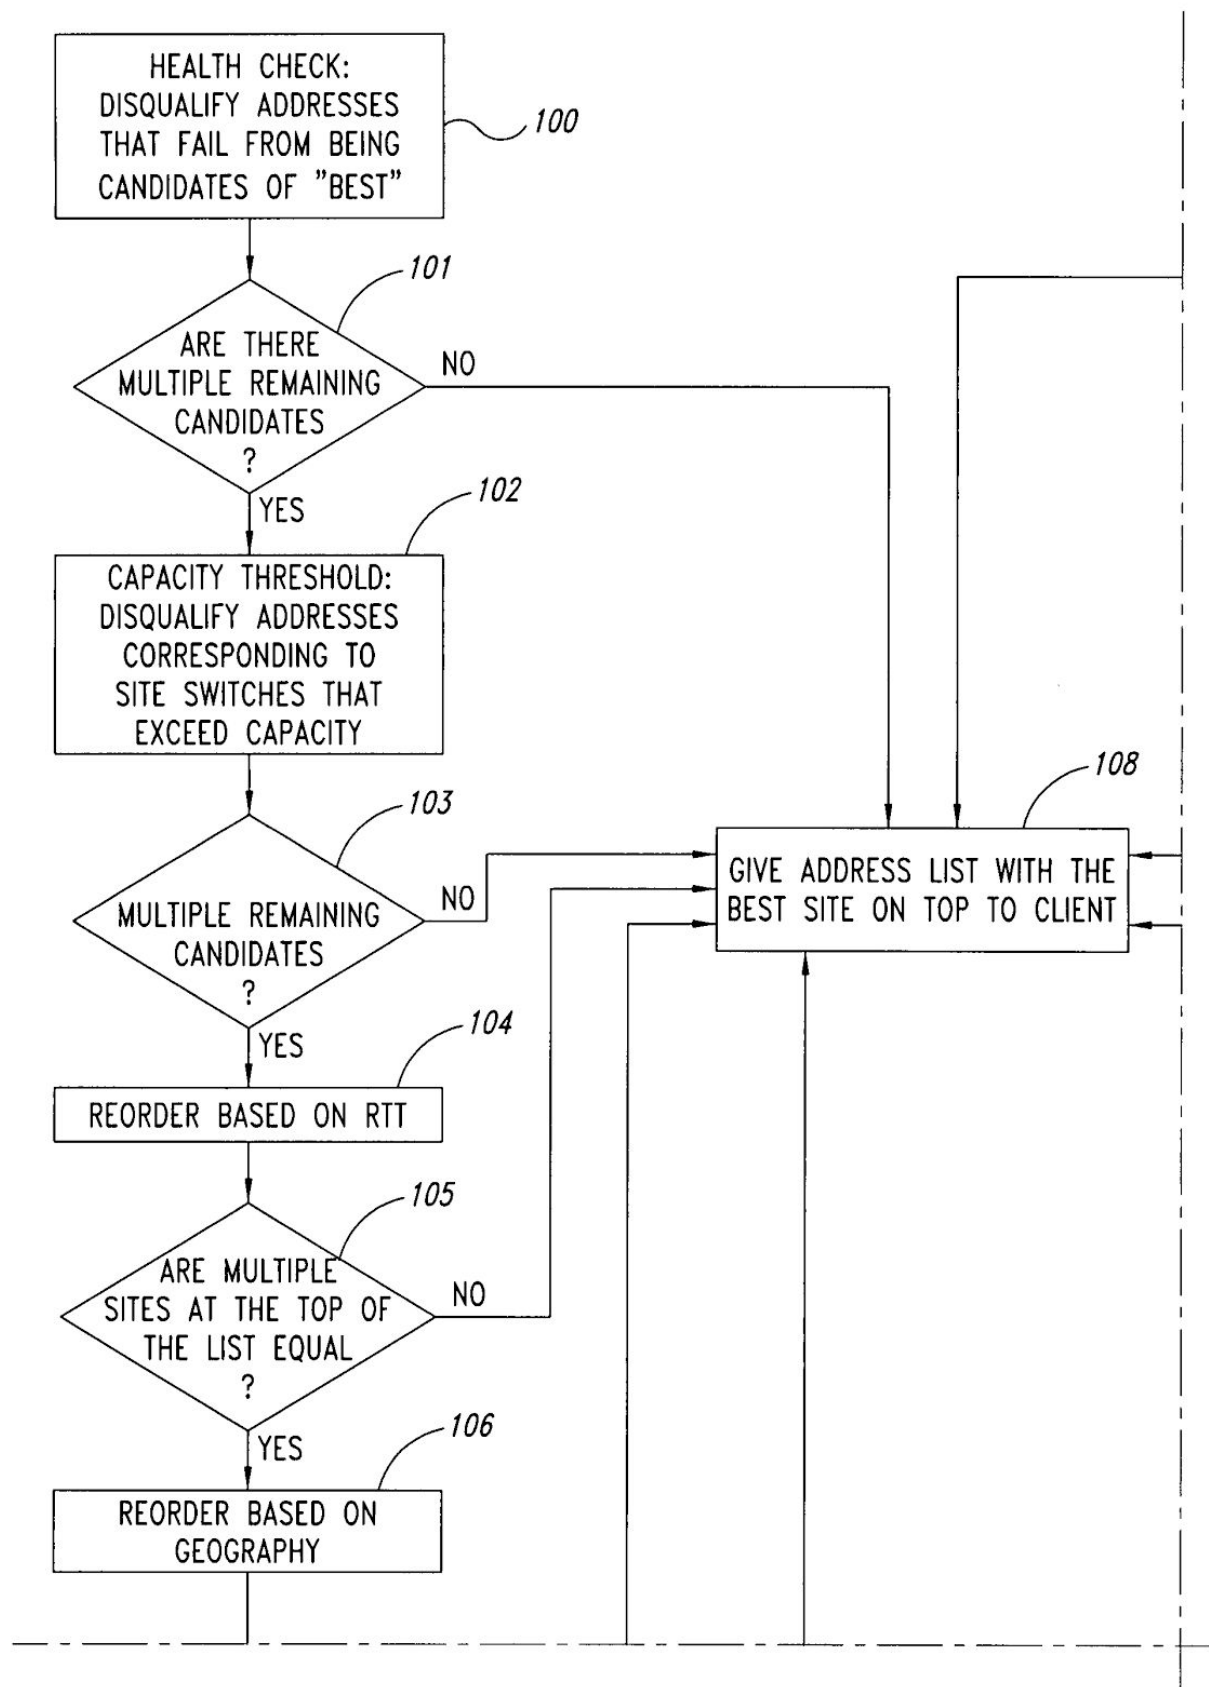 HEALTH CHECK:
DISQUALIFY ADDRESSES
THAT FAIL FROM BEING
CANDIDATES OF "BEST"
100
101
ARE THERE
MULTIPLE REMAINING
CANDIDATES
?
NO
YES
102
CAPACITY THRESHOLD:
DISQUALIFY ADDRESSES
CORRESPONDING TO
SITE SWITCHES THAT
EXCEED CAPACITY
103
MULTIPLE REMAINING
CANDIDATES
?
NO
YES
108
GIVE ADDRESS LIST WITH THE
BEST SITE ON TOP TO CLIENT
104
REORDER BASED ON RTT
105
ARE MULTIPLE
SITES AT THE TOP OF
THE LIST EQUAL
?
NO
YES
106
REORDER BASED ON
GEOGRAPHY